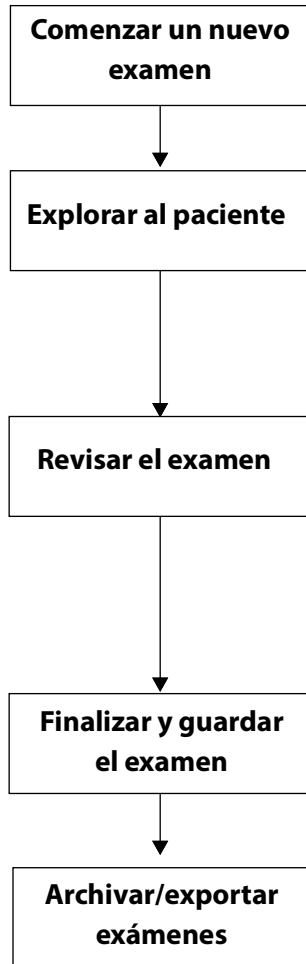 Comenzar un nuevo
examen
Explorar al paciente
Revisar el examen
Finalizar y guardar
el examen
Archivar/exportar
exámenes